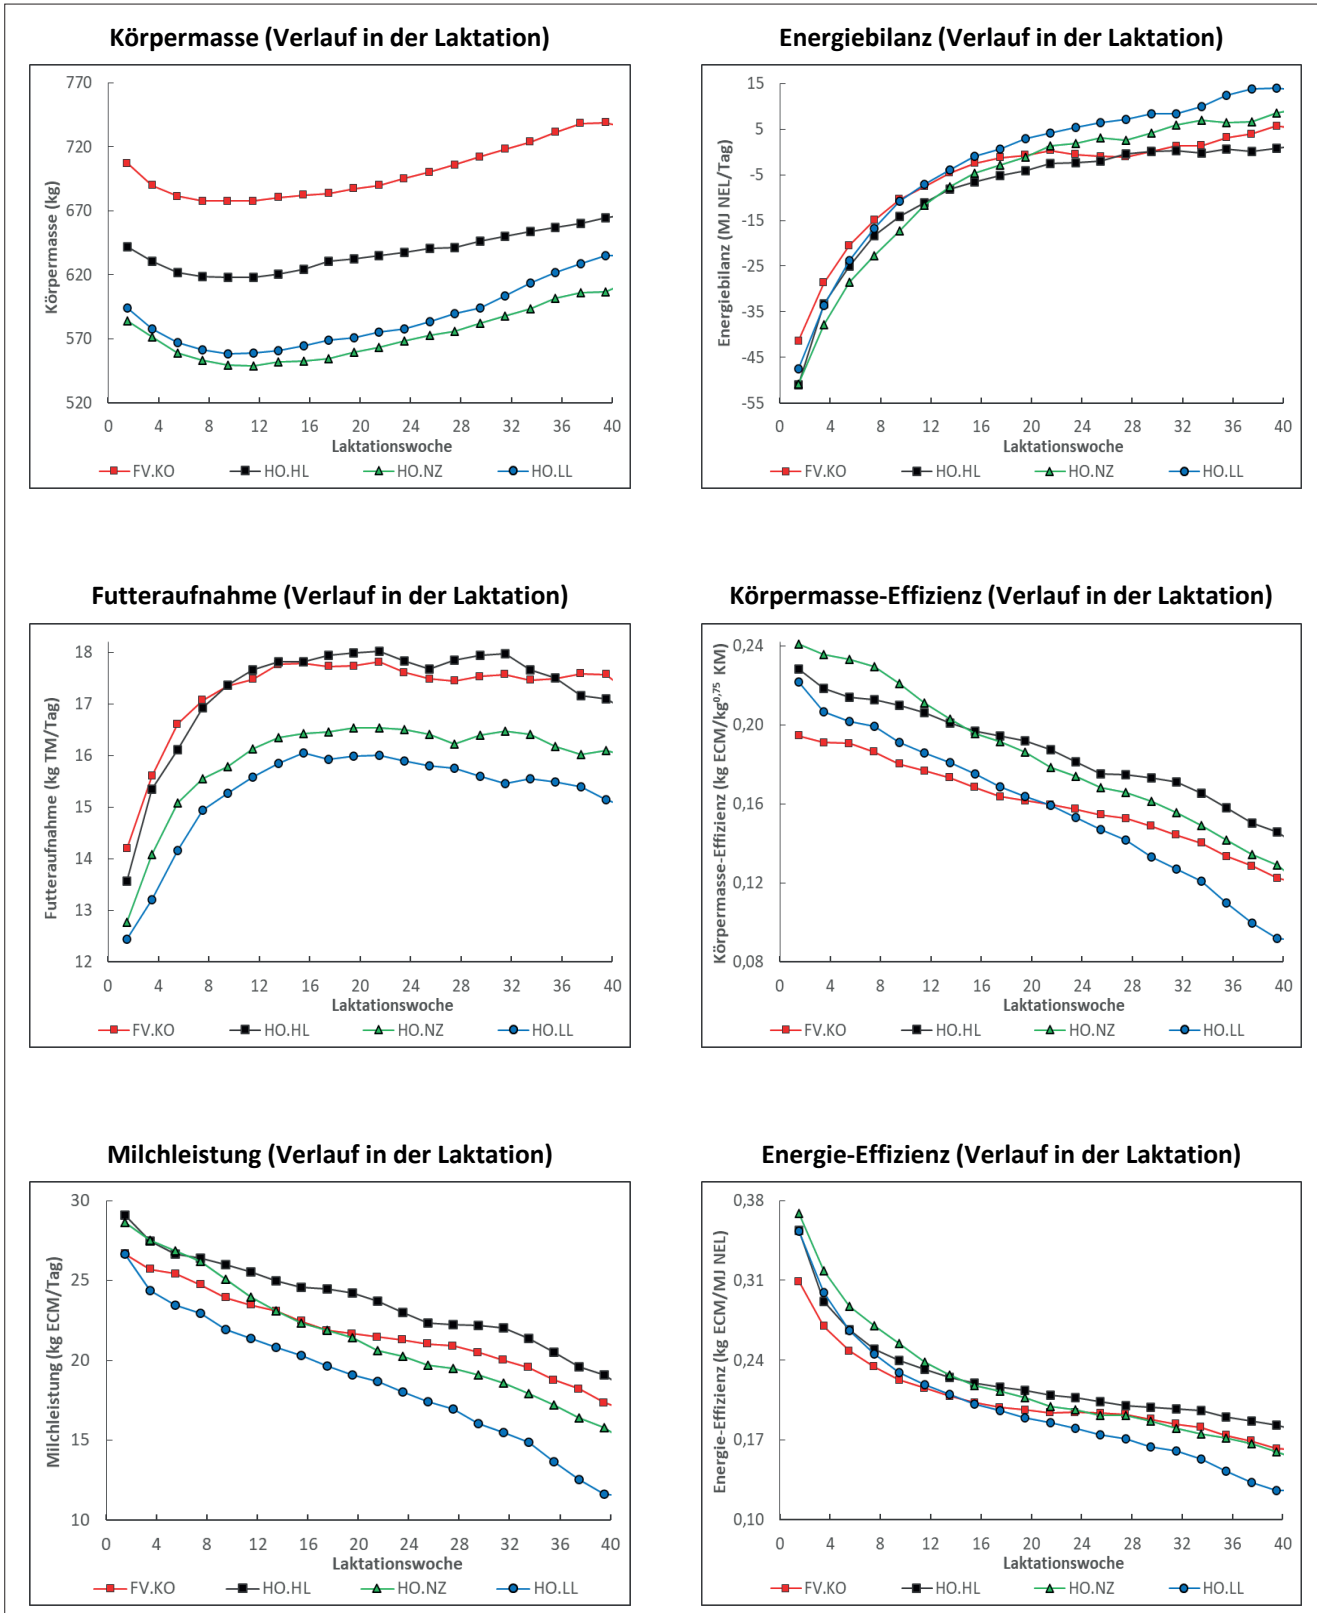 Körpermasse (Verlauf in der Laktation)
770
720
670
620
570
520
Körpermasse (kg)
0 4 8 12 16 20 24 28 32 36 40
Laktationswoche
FV.KO HO.HL HO.NZ HO.LL
Energiebilanz (Verlauf in der Laktation)
15
5
-5
-15
-25
-35
-45
-55
Energiebilanz (MJ NEL/Tag)
0 4 8 12 16 20 24 28 32 36 40
Laktationswoche
FV.KO HO.HL HO.NZ HO.LL
Futteraufnahme (Verlauf in der Laktation)
18
17
16
15
14
13
12
Futteraufnahme (kg TM/Tag)
0 4 8 12 16 20 24 28 32 36 40
Laktationswoche
FV.KO HO.HL HO.NZ HO.LL
Körpermasse-Effizienz (Verlauf in der Laktation)
0,24
0,20
0,16
0,12
0,08
Körpermasse-Effizienz (kg ECM/kg⁰,⁷⁵ KM)
0 4 8 12 16 20 24 28 32 36 40
Laktationswoche
FV.KO HO.HL HO.NZ HO.LL
Milchleistung (Verlauf in der Laktation)
30
25
20
15
10
Milchleistung (kg ECM/Tag)
0 4 8 12 16 20 24 28 32 36 40
Laktationswoche
FV.KO HO.HL HO.NZ HO.LL
Energie-Effizienz (Verlauf in der Laktation)
0,38
0,31
0,24
0,17
0,10
Energie-Effizienz (kg ECM/MJ NEL)
0 4 8 12 16 20 24 28 32 36 40
Laktationswoche
FV.KO HO.HL HO.NZ HO.LL